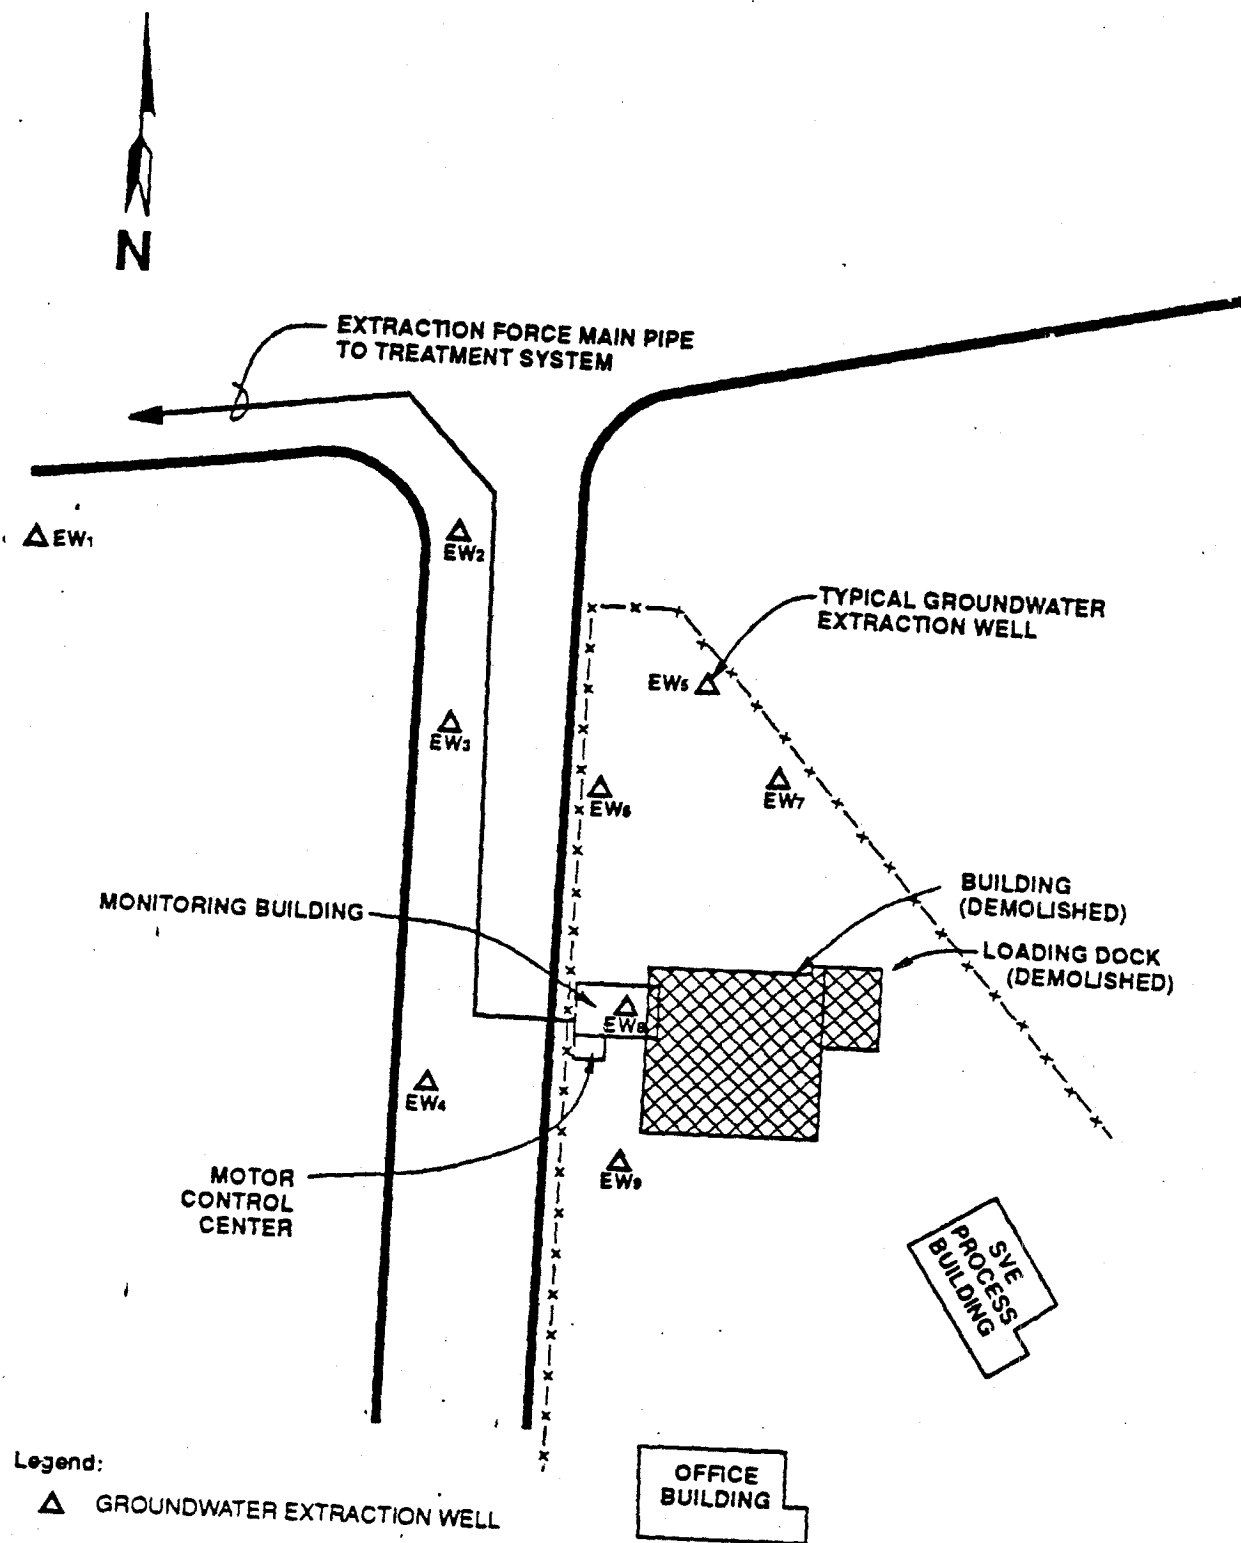 N
EXTRACTION FORCE MAIN PIPE
TO TREATMENT SYSTEM
EW1
EW2
TYPICAL GROUNDWATER
EXTRACTION WELL
EW5
EW3
EW6
EW7
MONITORING BUILDING
BUILDING
(DEMOLISHED)
LOADING DOCK
(DEMOLISHED)
EW8
EW4
EW9
MOTOR
CONTROL
CENTER
SVE
PROCESS
BUILDING
Legend:
GROUNDWATER EXTRACTION WELL
OFFICE
BUILDING